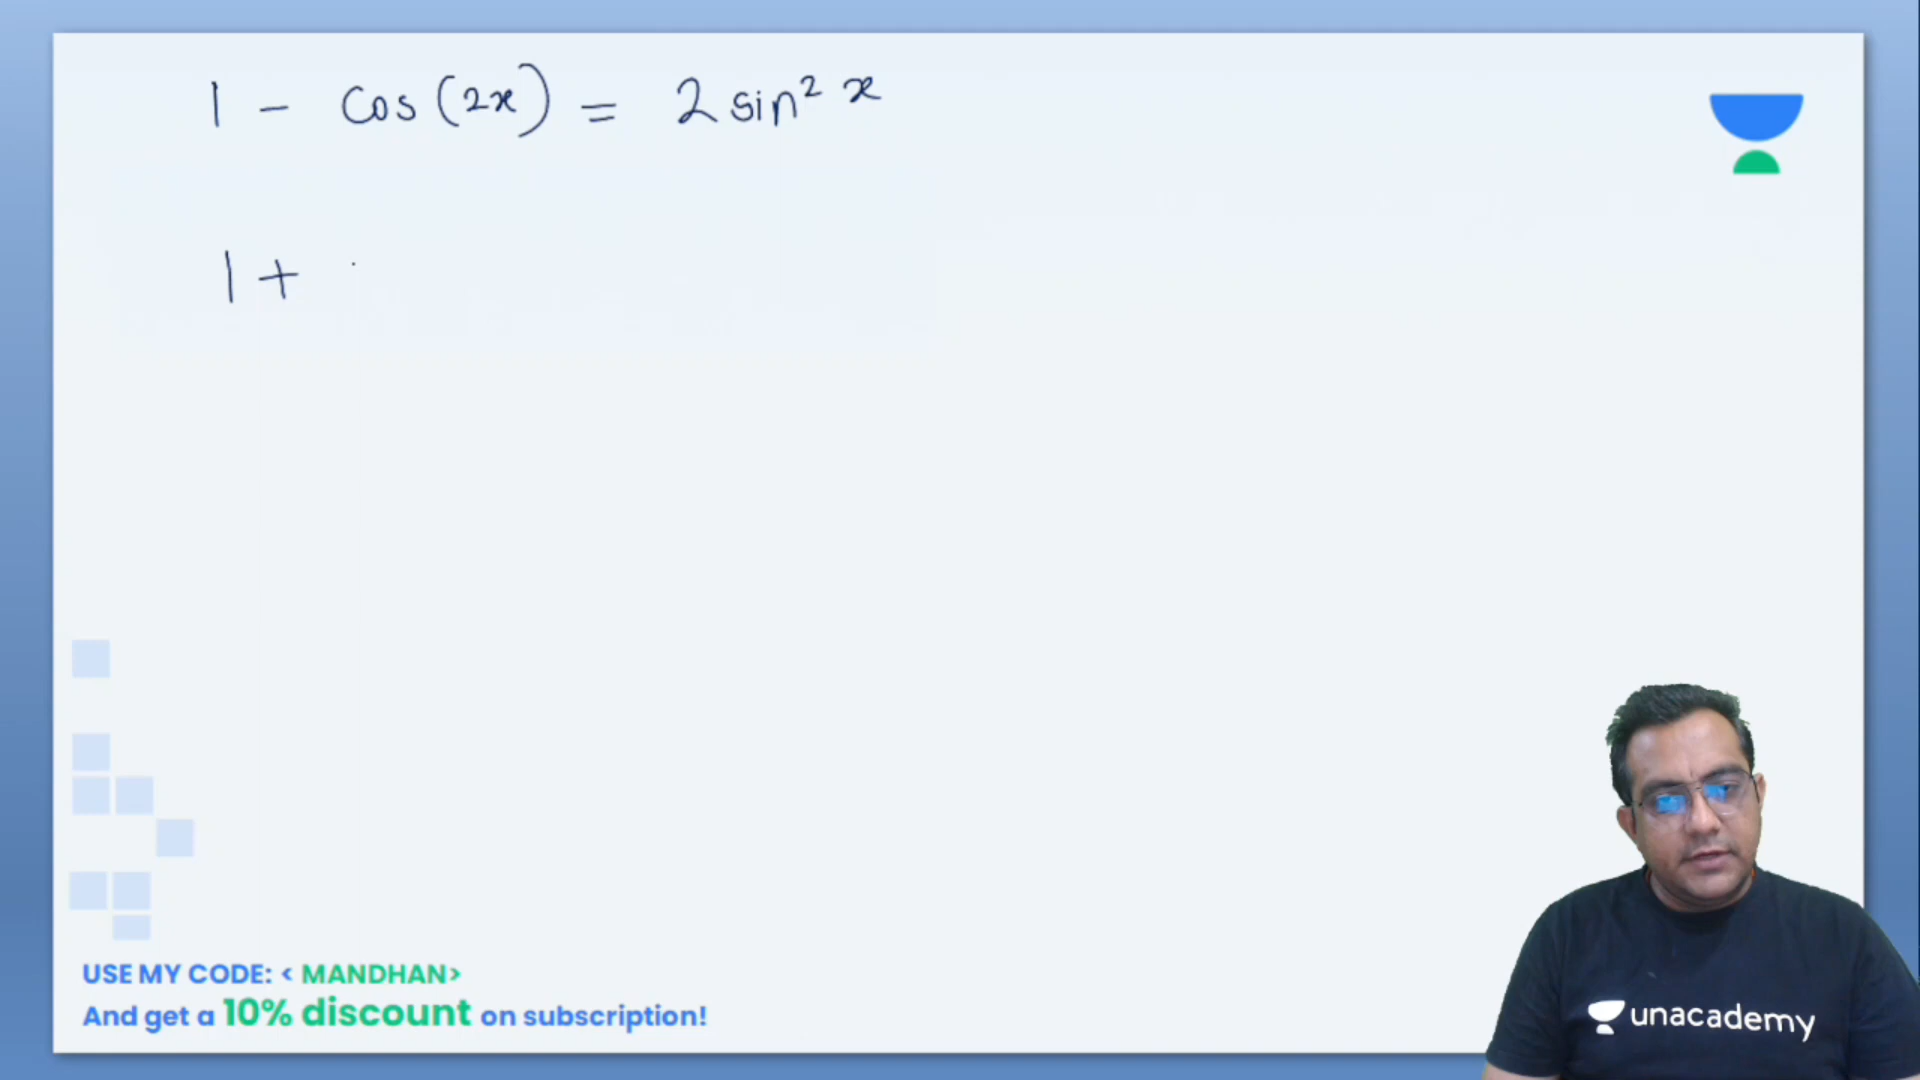 1 - cos(2x) = 2 sin² x
1 +
USE MY CODE: < MANDHAN>
And get a 10% discount on subscription!
unacademy